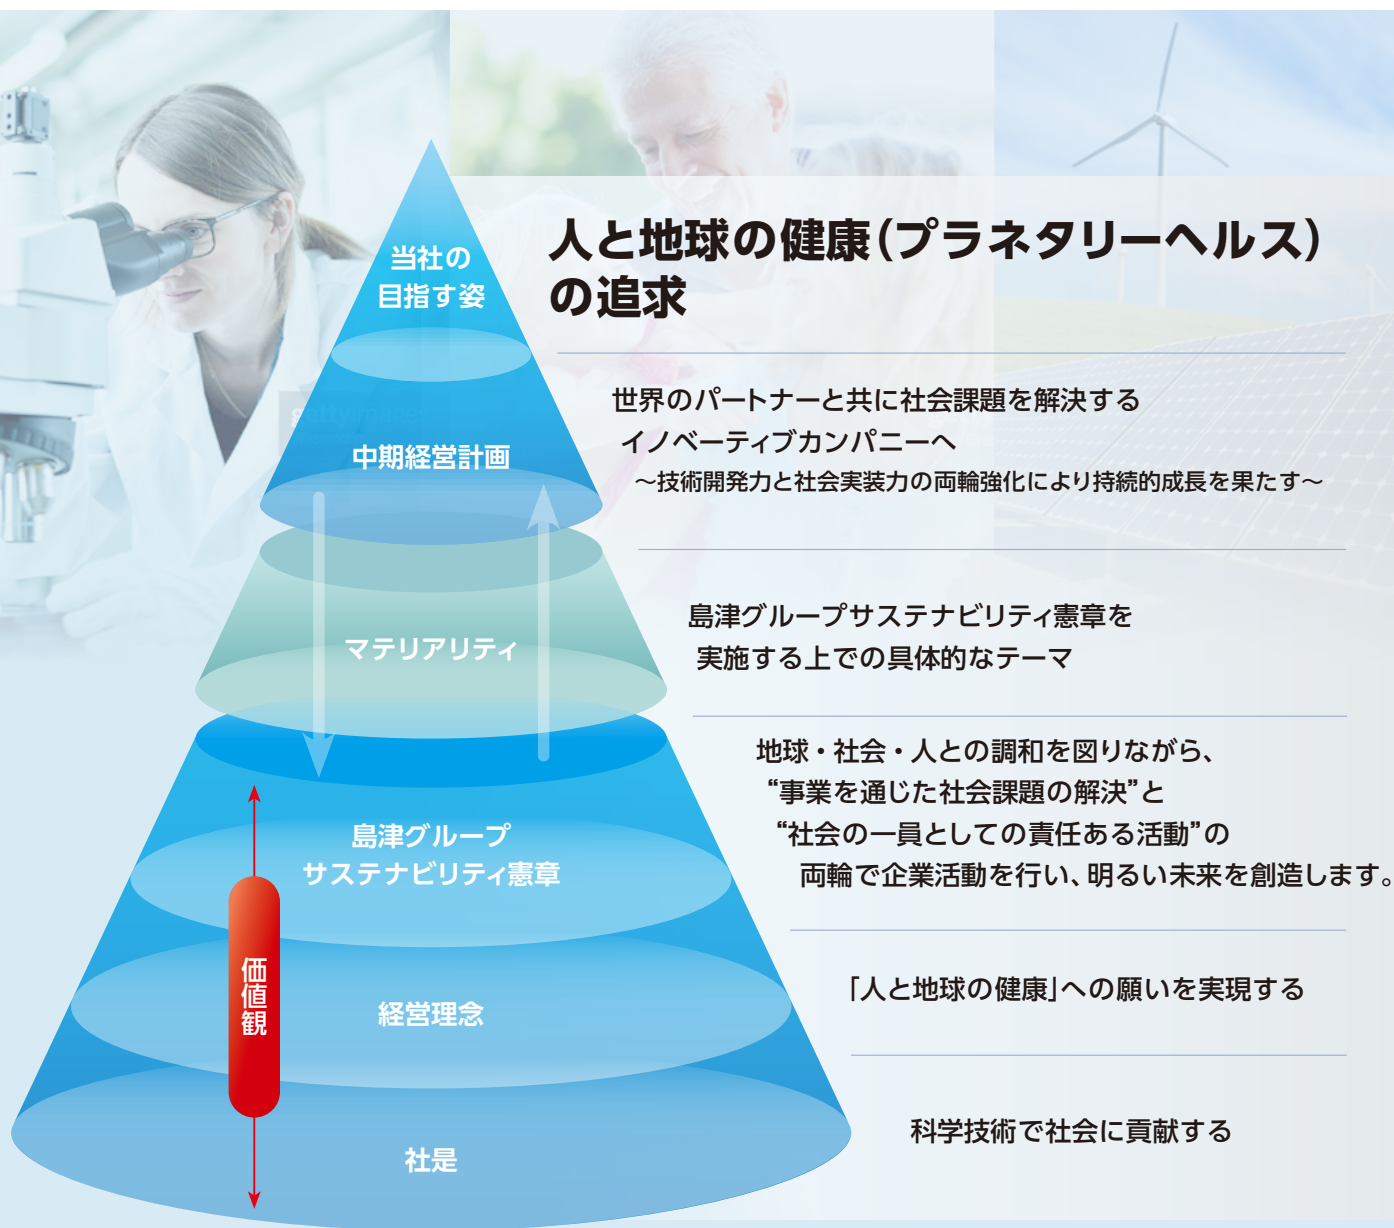 当社の
目指す姿
人と地球の健康（プラネタリーヘルス）
の追求
gettyimages
中期経営計画
世界のパートナーと共に社会課題を解決する
イノベーティブカンパニーへ
～技術開発力と社会実装力の両輪強化により持続的成長を果たす～
マテリアリティ
島津グループサステナビリティ憲章を
実施する上での具体的なテーマ
島津グループ
サステナビリティ憲章
地球・社会・人との調和を図りながら、
“事業を通じた社会課題の解決”と
“社会の一員としての責任ある活動”の
両輪で企業活動を行い、明るい未来を創造します。
価値観
経営理念
「人と地球の健康」への願いを実現する
社是
科学技術で社会に貢献する